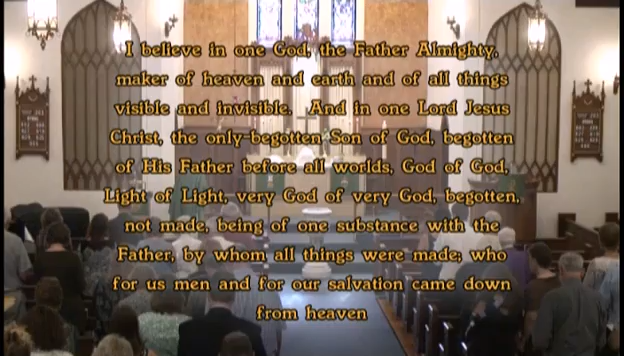 I believe in one God, the Father Almighty,
maker of heaven and earth and of all things
visible and invisible. And in one Lord Jesus
Christ, the only-begotten Son of God, begotten
of His Father before all worlds, God of God,
Light of Light, very God of very God, begotten,
not made, being of one substance with the
Father, by whom all things were made; who
for us men and for our salvation came down
from heaven